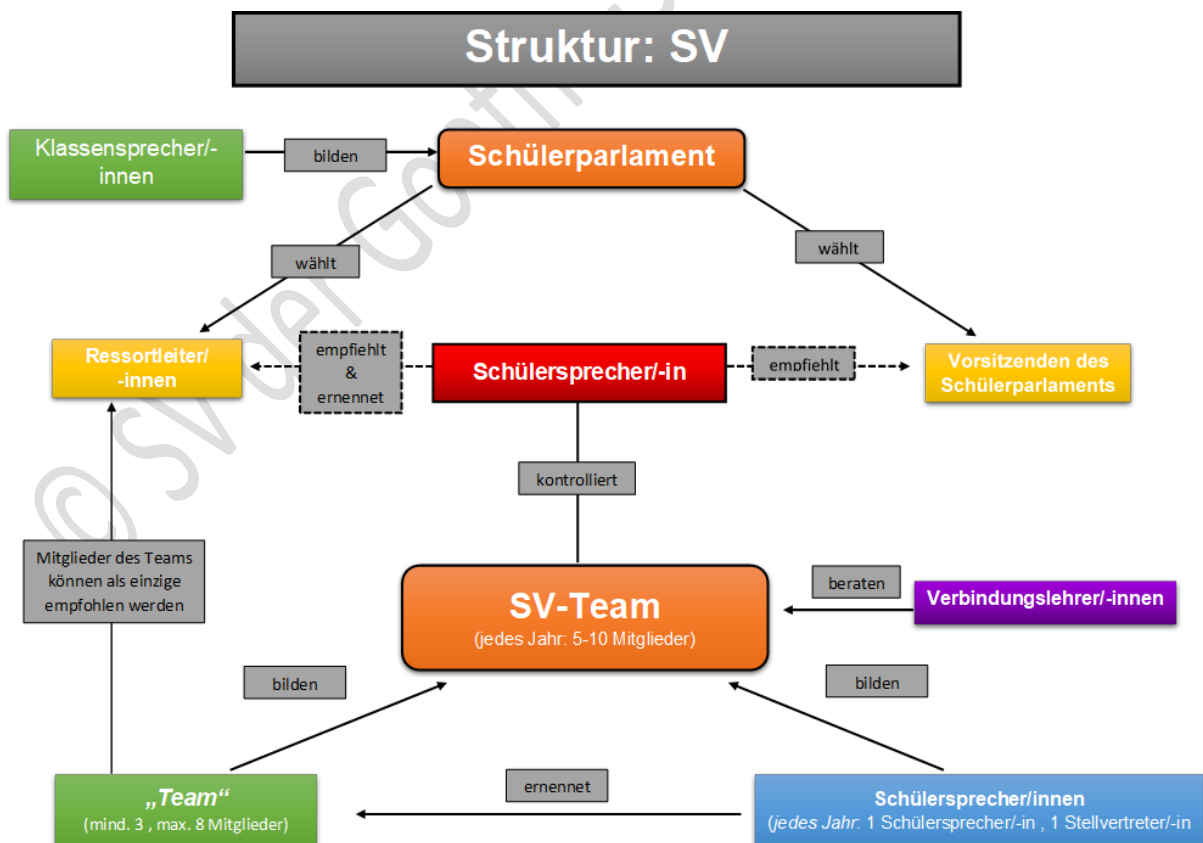 Struktur: SV
Klassensprecher/-
innen
bilden
Schülerparlament
wählt
wählt
Ressortleiter/
-innen
empfiehlt
&
ernennet
Schülersprecher/-in
empfiehlt
Vorsitzenden des
Schülerparlaments
kontrolliert
Mitglieder des Teams
können als einzige
empfohlen werden
SV-Team
(jedes Jahr: 5-10 Mitglieder)
beraten
Verbindungslehrer/-innen
bilden
bilden
„Team“
(mind. 3 , max. 8 Mitglieder)
ernennet
Schülersprecher/innen
(jedes Jahr: 1 Schülersprecher/-in , 1 Stellvertreter/-in
© SV der